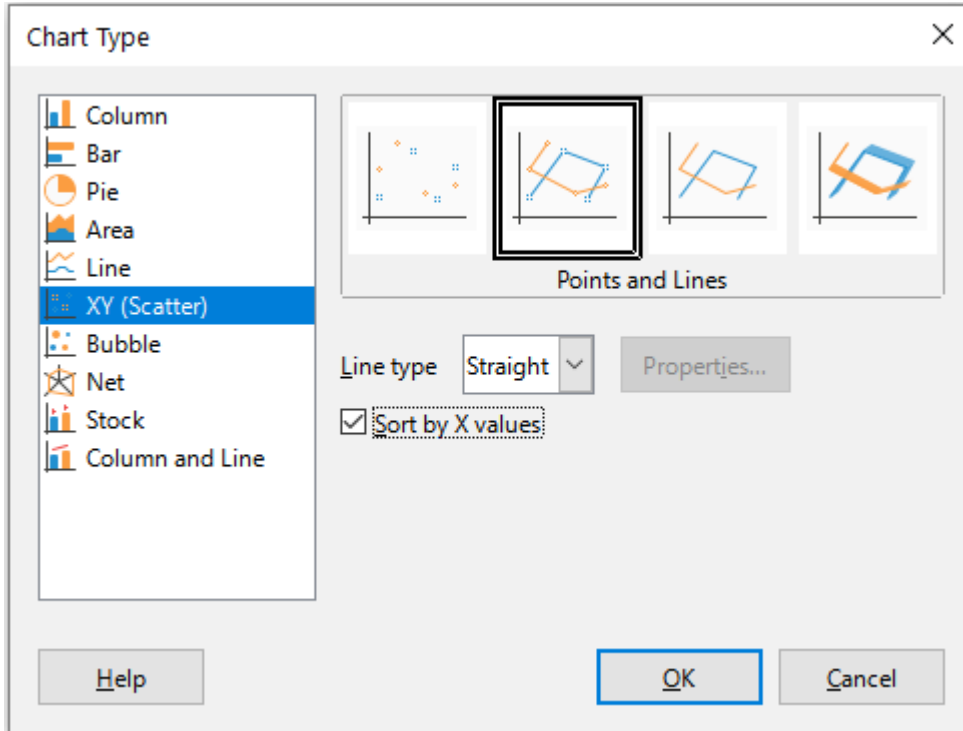 Chart Type
Column
Bar
Pie
Area
Line
XY (Scatter)
Bubble
Net
Stock
Column and Line
Points and Lines
Line type Straight Properties...
Sort by X values
Help OK Cancel